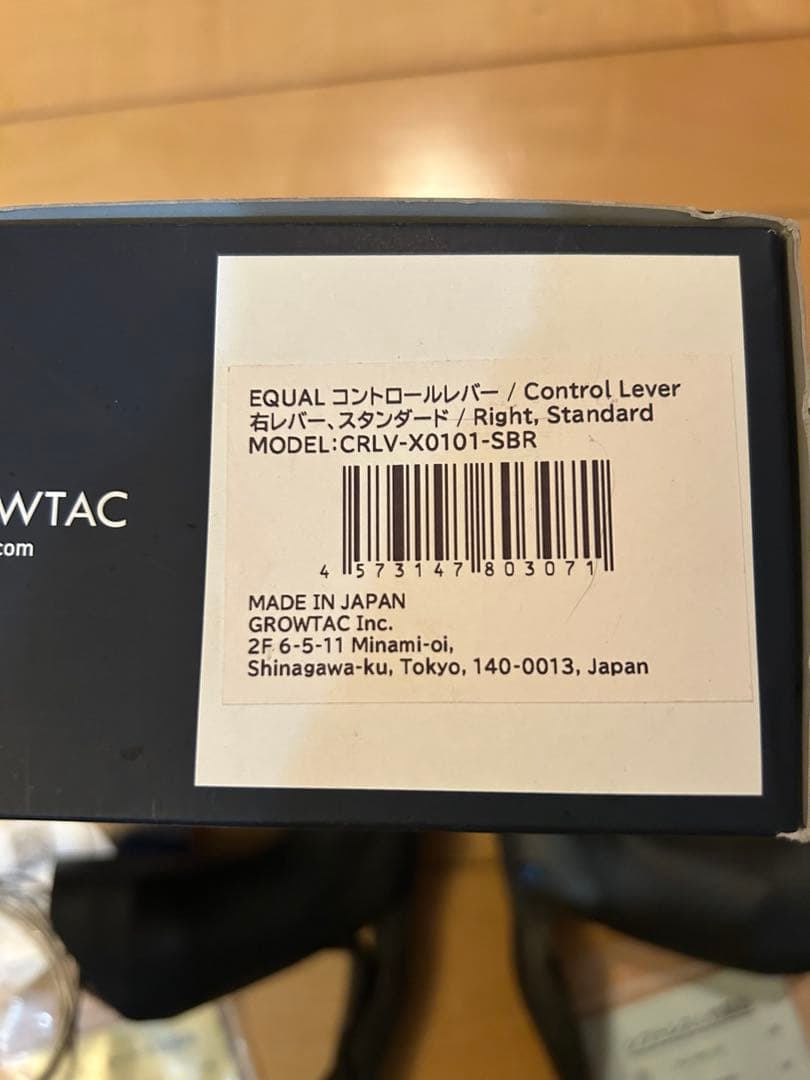 EQUAL コントロールレバー / Control Lever
右レバー、スタンダード / Right, Standard
MODEL:CRLV-X0101-SBR
4 573147 803071
WTAC
com
MADE IN JAPAN
GROWTAC Inc.
2F 6-5-11 Minami-oi,
Shinagawa-ku, Tokyo, 140-0013, Japan